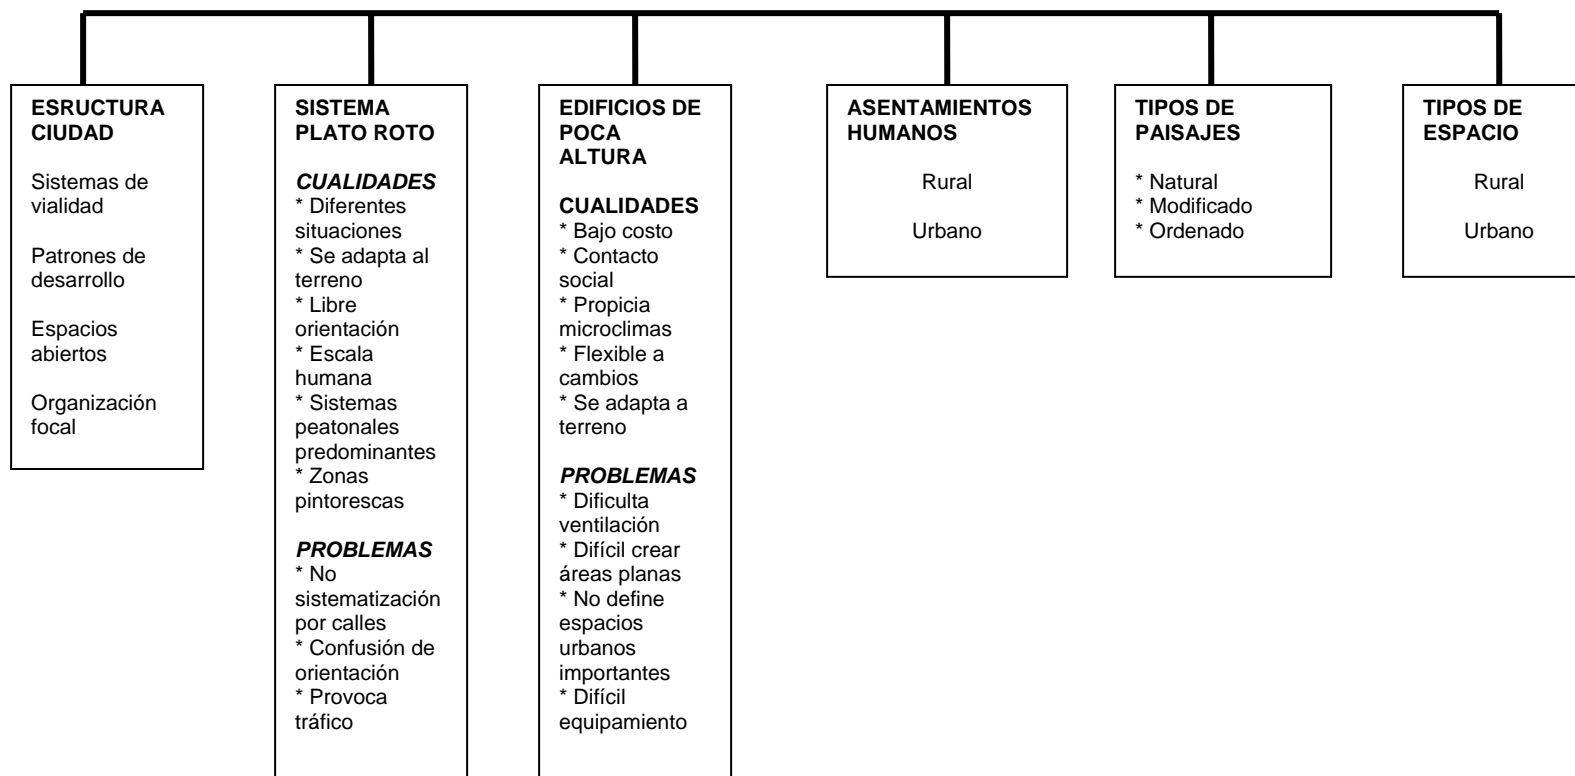 ESRUCTURA
CIUDAD
Sistemas de
vialidad
Patrones de
desarrollo
Espacios
abiertos
Organización
focal
SISTEMA
PLATO ROTO
CUALIDADES
* Diferentes
situaciones
* Se adapta al
terreno
* Libre
orientación
* Escala
humana
* Sistemas
peatonales
predominantes
* Zonas
pintorescas
PROBLEMAS
* No
sistematización
por calles
* Confusión de
orientación
* Provoca
tráfico
EDIFICIOS DE
POCA
ALTURA
CUALIDADES
* Bajo costo
* Contacto
social
* Propicia
microclimas
* Flexible a
cambios
* Se adapta a
terreno
PROBLEMAS
* Dificulta
ventilación
* Difícil crear
áreas planas
* No define
espacios
urbanos
importantes
* Difícil
equipamiento
ASENTAMIENTOS
HUMANOS
Rural
Urbano
TIPOS DE
PAISAJES
* Natural
* Modificado
* Ordenado
TIPOS DE
ESPACIO
Rural
Urbano